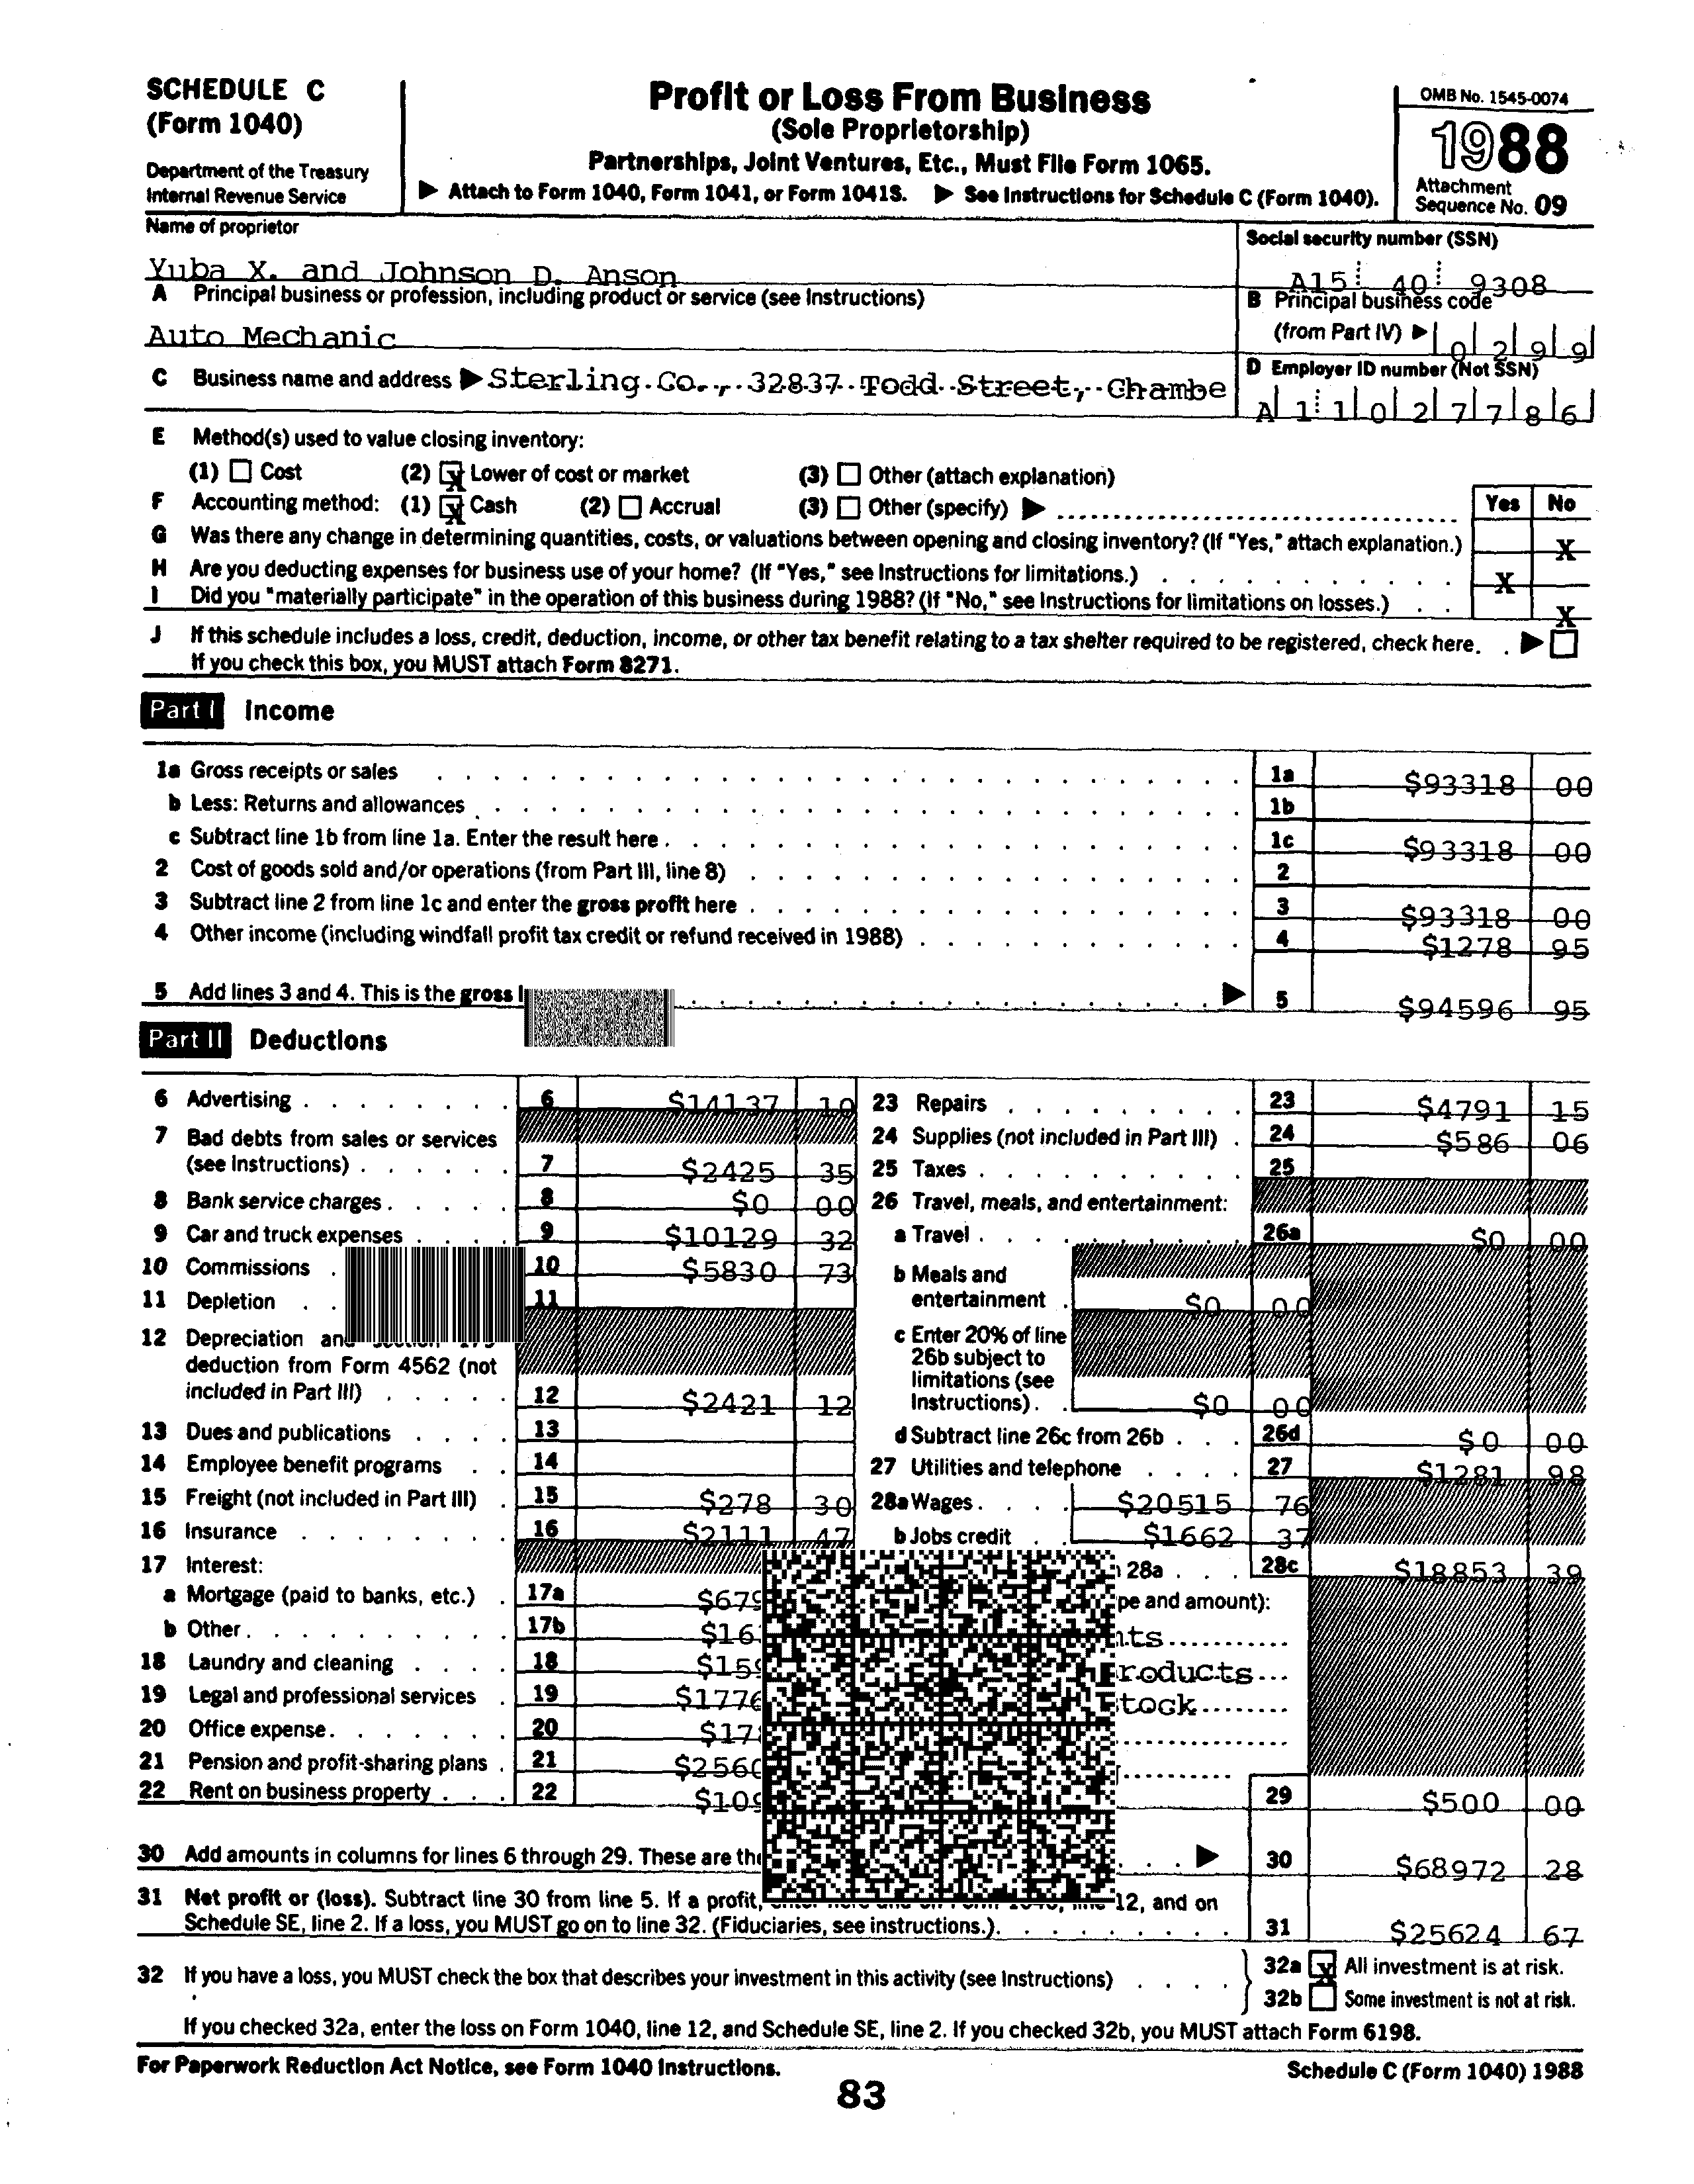 SCHEDULE C
(Form 1040)
Department of the Treasury
Internal Revenue Service
Profit or Loss From Business
(Sole Proprietorship)
Partnerships, Joint Ventures, Etc., Must File Form 1065.
▶ Attach to Form 1040, Form 1041, or Form 1041S. ▶ See Instructions for Schedule C (Form 1040).
OMB No. 1545-0074
1988
Attachment
Sequence No. 09
Name of proprietor
Yuba X. and Johnson D. Anson
Social security number (SSN)
A15 40 9308
A Principal business or profession, including product or service (see Instructions)
Auto Mechanic
B Principal business code
(from Part IV) ▶ 0 2 9 9
C Business name and address ▶ Sterling Co., 32837 Todd Street, Chambe
D Employer ID number (Not SSN)
A 1 1 0 2 7 7 8 6
E Method(s) used to value closing inventory:
(1) Cost (2) X Lower of cost or market (3) Other (attach explanation)
F Accounting method: (1) X Cash (2) Accrual (3) Other (specify) ▶
Yes No
G Was there any change in determining quantities, costs, or valuations between opening and closing inventory? (If "Yes," attach explanation.) X
H Are you deducting expenses for business use of your home? (If "Yes," see Instructions for limitations.) X
I Did you "materially participate" in the operation of this business during 1988? (If "No," see Instructions for limitations on losses.) X
J If this schedule includes a loss, credit, deduction, income, or other tax benefit relating to a tax shelter required to be registered, check here. ▶
If you check this box, you MUST attach Form 8271.
Part I Income
1a Gross receipts or sales 1a $93318 00
b Less: Returns and allowances 1b
c Subtract line 1b from line 1a. Enter the result here 1c $93318 00
2 Cost of goods sold and/or operations (from Part III, line 8) 2
3 Subtract line 2 from line 1c and enter the gross profit here 3 $93318 00
4 Other income (including windfall profit tax credit or refund received in 1988) 4 $1278 95
5 Add lines 3 and 4. This is the gross ▶ 5 $94596 95
Part II Deductions
6 Advertising 6 $14137 10
7 Bad debts from sales or services
(see Instructions) 7 $2425 35
8 Bank service charges 8 $0 00
9 Car and truck expenses 9 $10129 32
10 Commissions 10 $5830 73
11 Depletion 11
12 Depreciation and section 179
deduction from Form 4562 (not
included in Part III) 12 $2421 12
13 Dues and publications 13
14 Employee benefit programs 14
15 Freight (not included in Part III) 15 $278 30
16 Insurance 16 $2111 47
17 Interest:
a Mortgage (paid to banks, etc.) 17a $679
b Other 17b $16
18 Laundry and cleaning 18 $159
19 Legal and professional services 19 $1776
20 Office expense 20 $17
21 Pension and profit-sharing plans 21 $2560
22 Rent on business property 22 $109
23 Repairs 23 $4791 15
24 Supplies (not included in Part III) 24 $586 06
25 Taxes 25
26 Travel, meals, and entertainment:
a Travel 26a $0 00
b Meals and
entertainment $0 00
c Enter 20% of line
26b subject to
limitations (see
Instructions) $0 00
d Subtract line 26c from 26b 26d $0 00
27 Utilities and telephone 27 $1281 98
28a Wages $20515 76
b Jobs credit $1662 37
28a 28c $18853 39
pe and amount):
nts
roducts
tock
29 $500 00
30 Add amounts in columns for lines 6 through 29. These are the ▶ 30 $68972 28
31 Net profit or (loss). Subtract line 30 from line 5. If a profit, enter here and on Form 1040, line 12, and on
Schedule SE, line 2. If a loss, you MUST go on to line 32. (Fiduciaries, see instructions.) 31 $25624 67
32 If you have a loss, you MUST check the box that describes your investment in this activity (see Instructions)
32a X All investment is at risk.
32b Some investment is not at risk.
If you checked 32a, enter the loss on Form 1040, line 12, and Schedule SE, line 2. If you checked 32b, you MUST attach Form 6198.
For Paperwork Reduction Act Notice, see Form 1040 Instructions.
Schedule C (Form 1040) 1988
83